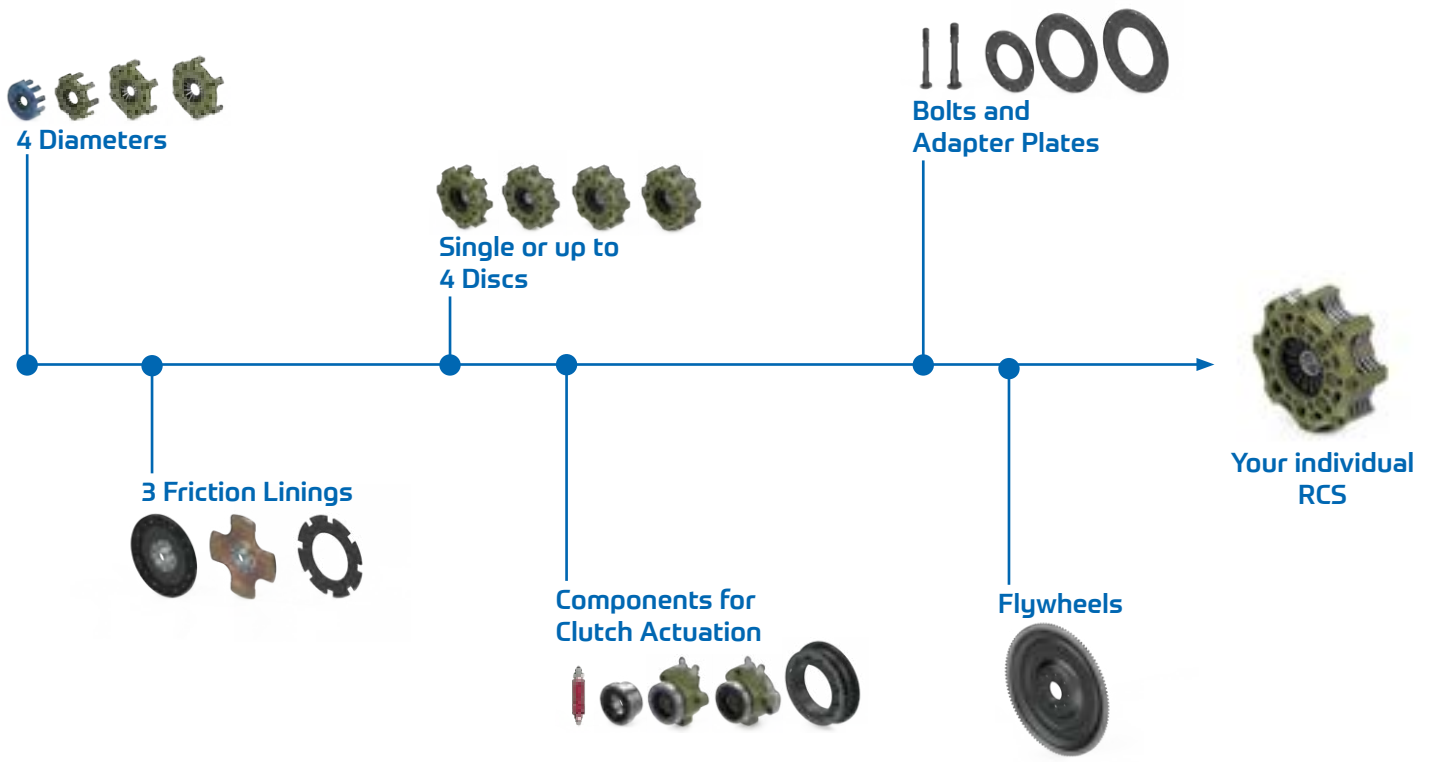 4 Diameters
3 Friction Linings
Single or up to
4 Discs
Components for
Clutch Actuation
Bolts and
Adapter Plates
Flywheels
Your individual
RCS